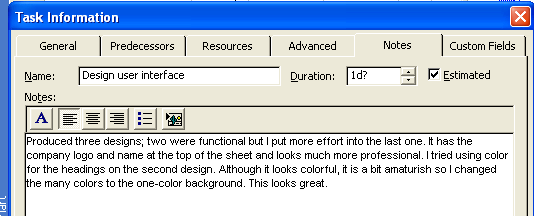 Task Information
General Predecessors Resources Advanced Notes Custom Fields
Name: Design user interface Duration: 1d? Estimated
Notes:
A
Produced three designs; two were functional but I put more effort into the last one. It has the
company logo and name at the top of the sheet and looks much more professional. I tried using color
for the headings on the second design. Although it looks colorful, it is a bit amaturish so I changed
the many colors to the one-color background. This looks great.